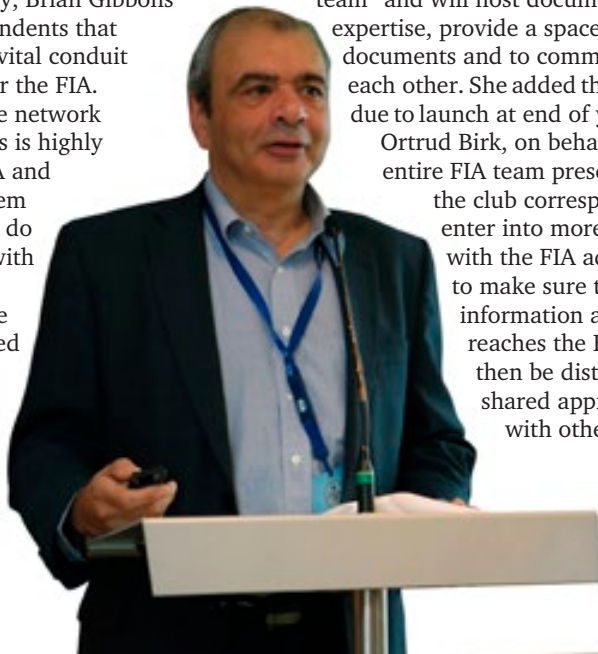 y, Brian Gibbons
ndents that
vital conduit
r the FIA.
e network
s is highly
A and
em
do
with
e
ed
team" and will host docum
expertise, provide a space
documents and to comm
each other. She added th
due to launch at end of y
Ortrud Birk, on beha
entire FIA team prese
the club corresp
enter into more
with the FIA ac
to make sure t
information a
reaches the
then be dist
shared app
with othe